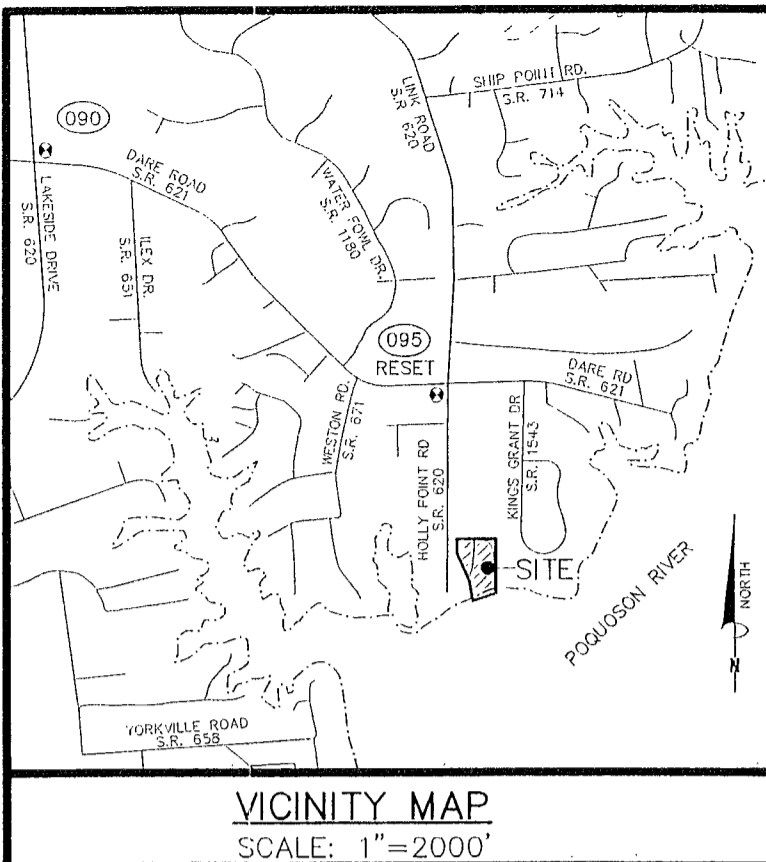 SHIP POINT RD.
S.R. 714
LINK ROAD
S.R. 620
090
DARE ROAD
S.R. 621
WATER FOWL DR.
S.R. 1180
LAKESIDE DRIVE
S.R. 620
ILEX DR.
S.R. 651
095
RESET
DARE RD
S.R. 621
WESTON RD.
S.R. 671
HOLLY POINT RD
S.R. 620
KINGS GRANT DR
S.R. 1543
SITE
POQUOSON RIVER
NORTH
N
YORKVILLE ROAD
S.R. 658
VICINITY MAP
SCALE: 1"=2000'